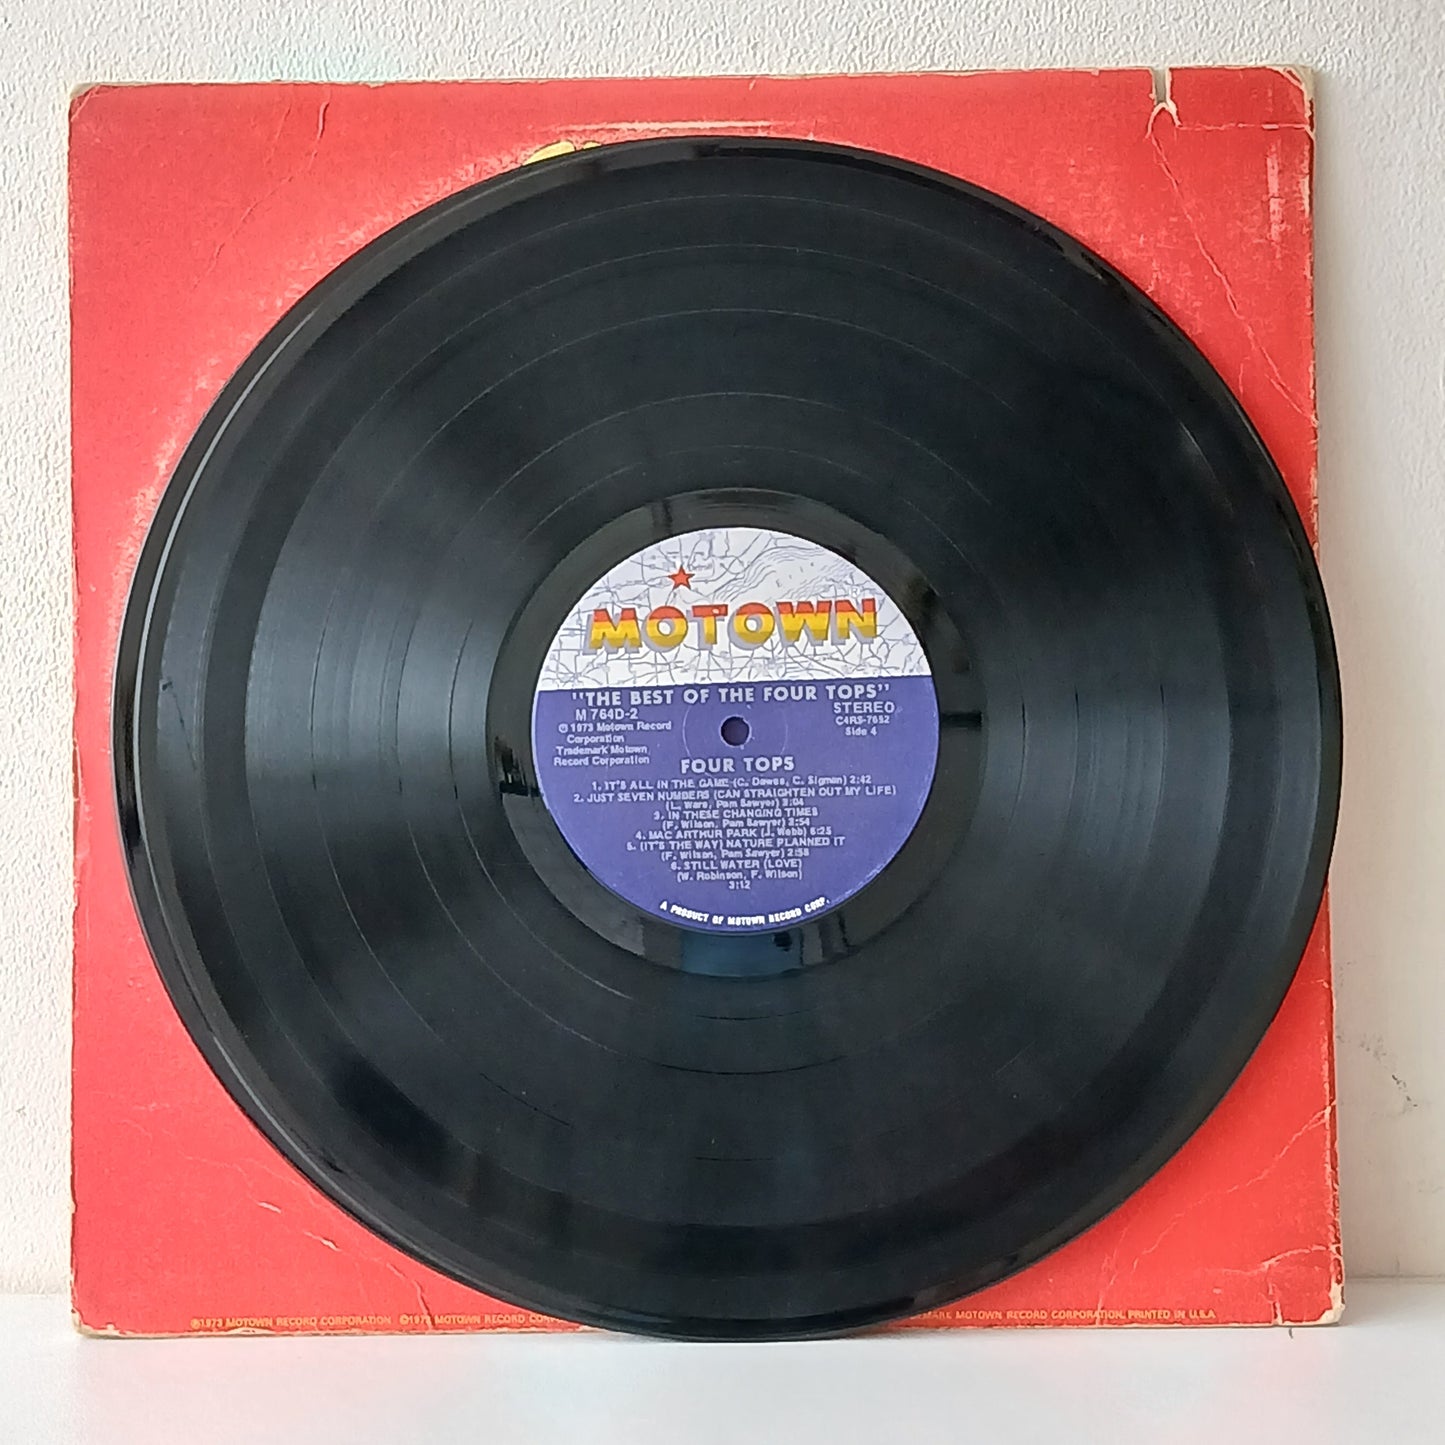 MOTOWN
"THE BEST OF THE FOUR TOPS"
M 764D-2
STEREO
℗ 1973 Motown Record
Corporation
Trademark Motown
Record Corporation
Side 4
FOUR TOPS
1. IT'S ALL IN THE GAME (C. Dawes, C. Sigman) 2:42
2. JUST SEVEN NUMBERS (CAN STRAIGHTEN OUT MY LIFE)
(L. Ware, Pam Sawyer) 3:04
3. IN THESE CHANGING TIMES
(F. Wilson, Pam Sawyer) 2:54
4. MAC ARTHUR PARK (J. Webb) 6:25
5. (IT'S THE WAY) NATURE PLANNED IT
(F. Wilson, Pam Sawyer) 2:58
6. STILL WATER (LOVE)
(W. Robinson, F. Wilson)
3:12
A PRODUCT OF MOTOWN RECORD CORP.
℗1973 MOTOWN RECORD CORPORATION ©1973 MOTOWN RECORD MOTOWN RECORD CORPORATION. PRINTED IN U.S.A